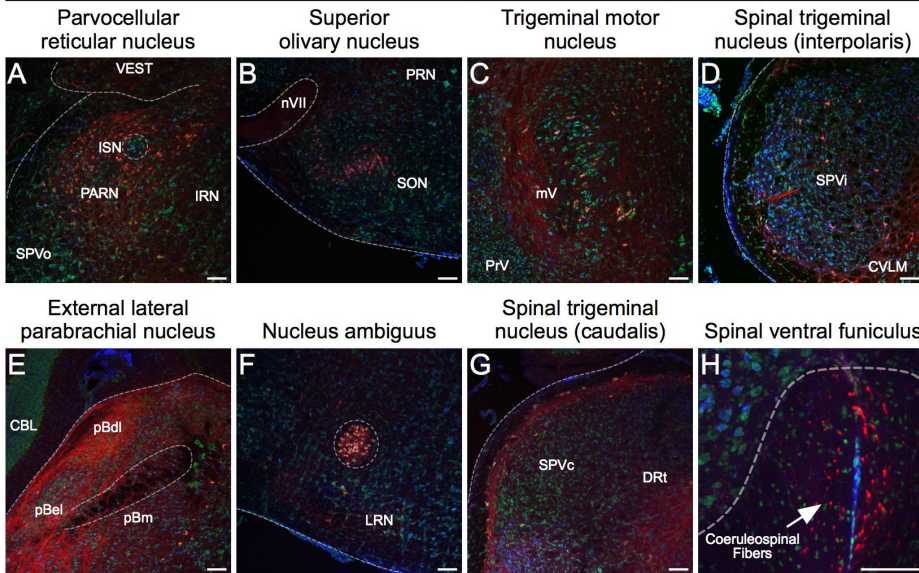 Parvocellular
reticular nucleus
Superior
olivary nucleus
Trigeminal motor
nucleus
Spinal trigeminal
nucleus (interpolaris)
A
VEST
ISN
PARN
IRN
SPVo
B
PRN
nVII
SON
C
mV
PrV
D
SPVi
CVLM
External lateral
parabrachial nucleus
Nucleus ambiguus
Spinal trigeminal
nucleus (caudalis)
Spinal ventral funiculus
E
CBL
pBdl
pBel
pBm
F
LRN
G
SPVc
DRt
H
Coeruleospinal
Fibers